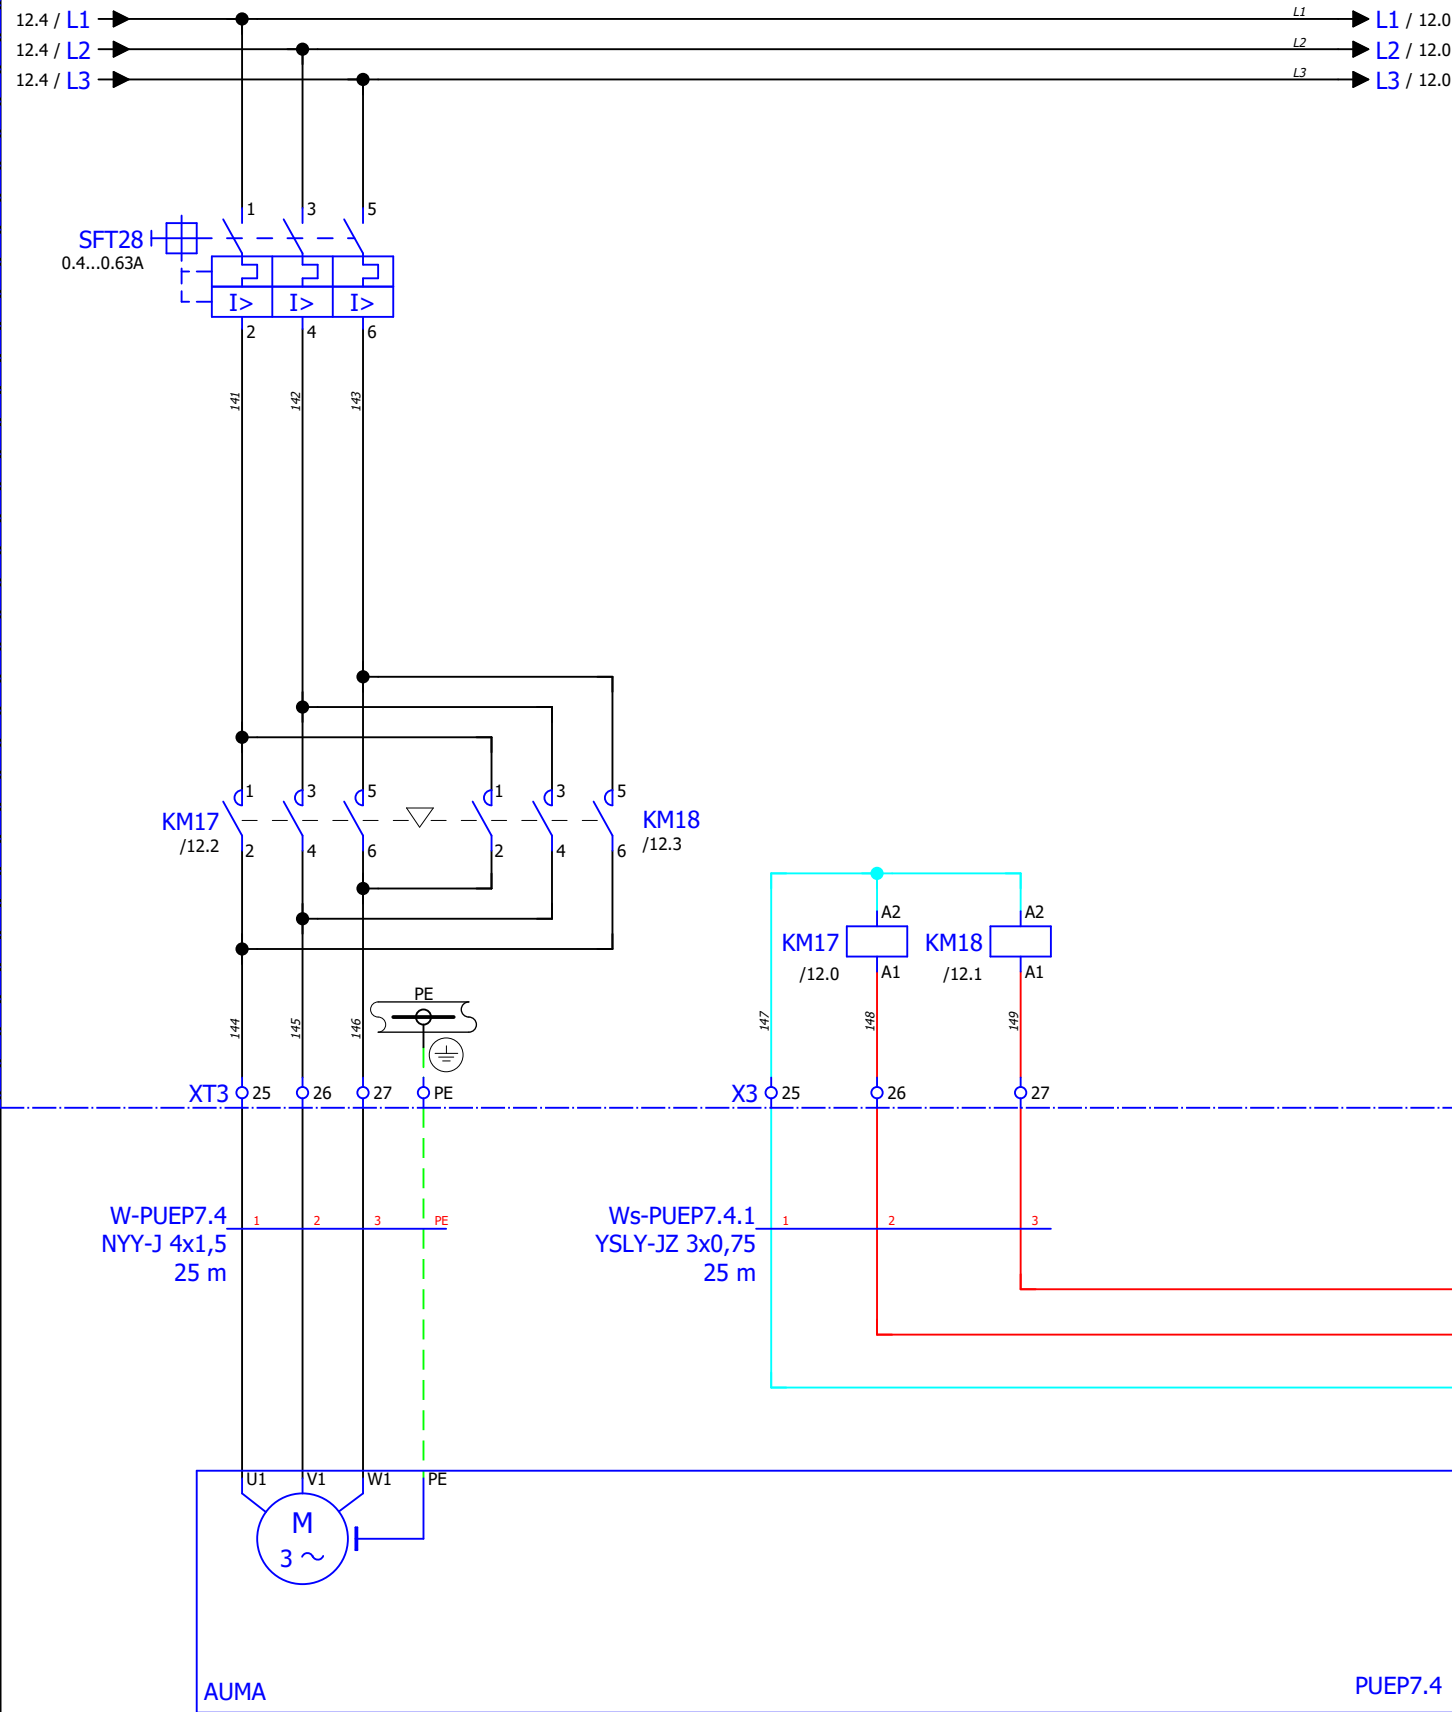 12.4 / L1 L1 L1 / 12.0
12.4 / L2 L2 L2 / 12.0
12.4 / L3 L3 L3 / 12.0
1 3 5
SFT28
0.4...0.63A
I> I> I>
2 4 6
141 142 143
1 3 5 1 3 5
KM17 KM18
/12.2 /12.3
2 4 6 2 4 6
A2 A2
KM17 KM18
/12.0 A1 /12.1 A1
PE
144 145 146 147 148 149
XT3 25 26 27 PE X3 25 26 27
W-PUEP7.4 1 2 3 PE Ws-PUEP7.4.1 1 2 3
NYY-J 4x1,5 YSLY-JZ 3x0,75
25 m 25 m
U1 V1 W1 PE
M
3 ~
AUMA PUEP7.4